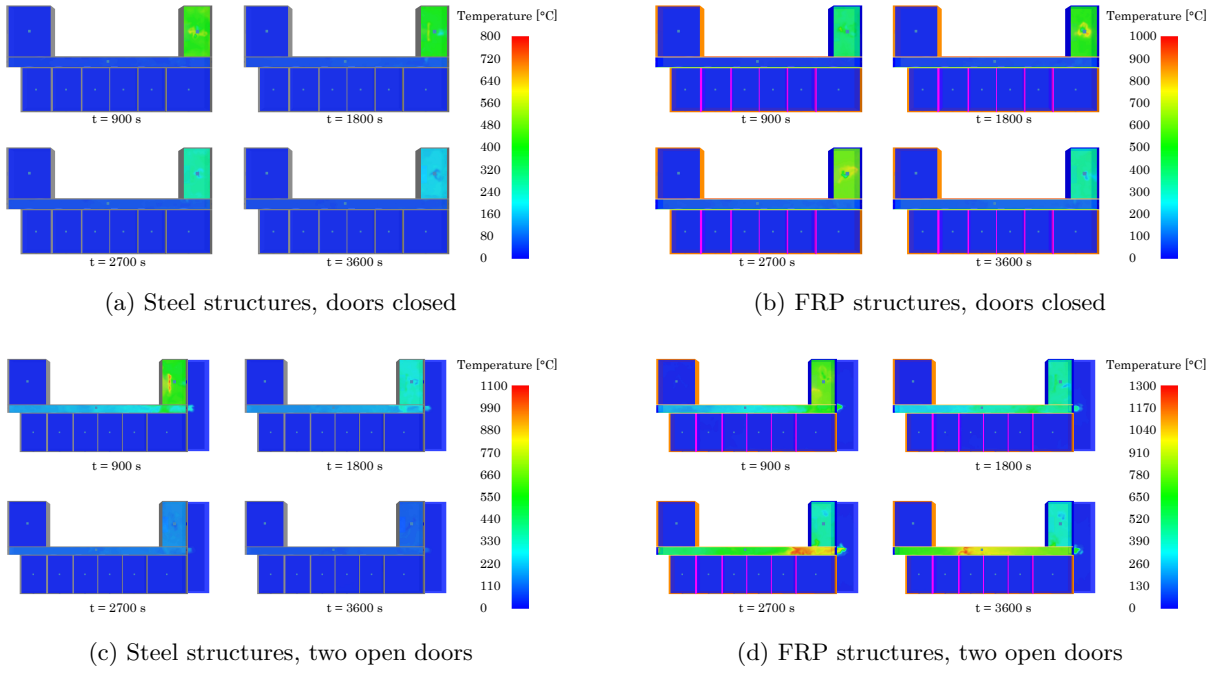 Temperature [°C]
800
720
640
560
480
400
320
240
160
80
0
t = 900 s
t = 1800 s
t = 2700 s
t = 3600 s
(a) Steel structures, doors closed
Temperature [°C]
1000
900
800
700
600
500
400
300
200
100
0
t = 900 s
t = 1800 s
t = 2700 s
t = 3600 s
(b) FRP structures, doors closed
Temperature [°C]
1100
990
880
770
660
550
440
330
220
110
0
t = 900 s
t = 1800 s
t = 2700 s
t = 3600 s
(c) Steel structures, two open doors
Temperature [°C]
1300
1170
1040
910
780
650
520
390
260
130
0
t = 900 s
t = 1800 s
t = 2700 s
t = 3600 s
(d) FRP structures, two open doors